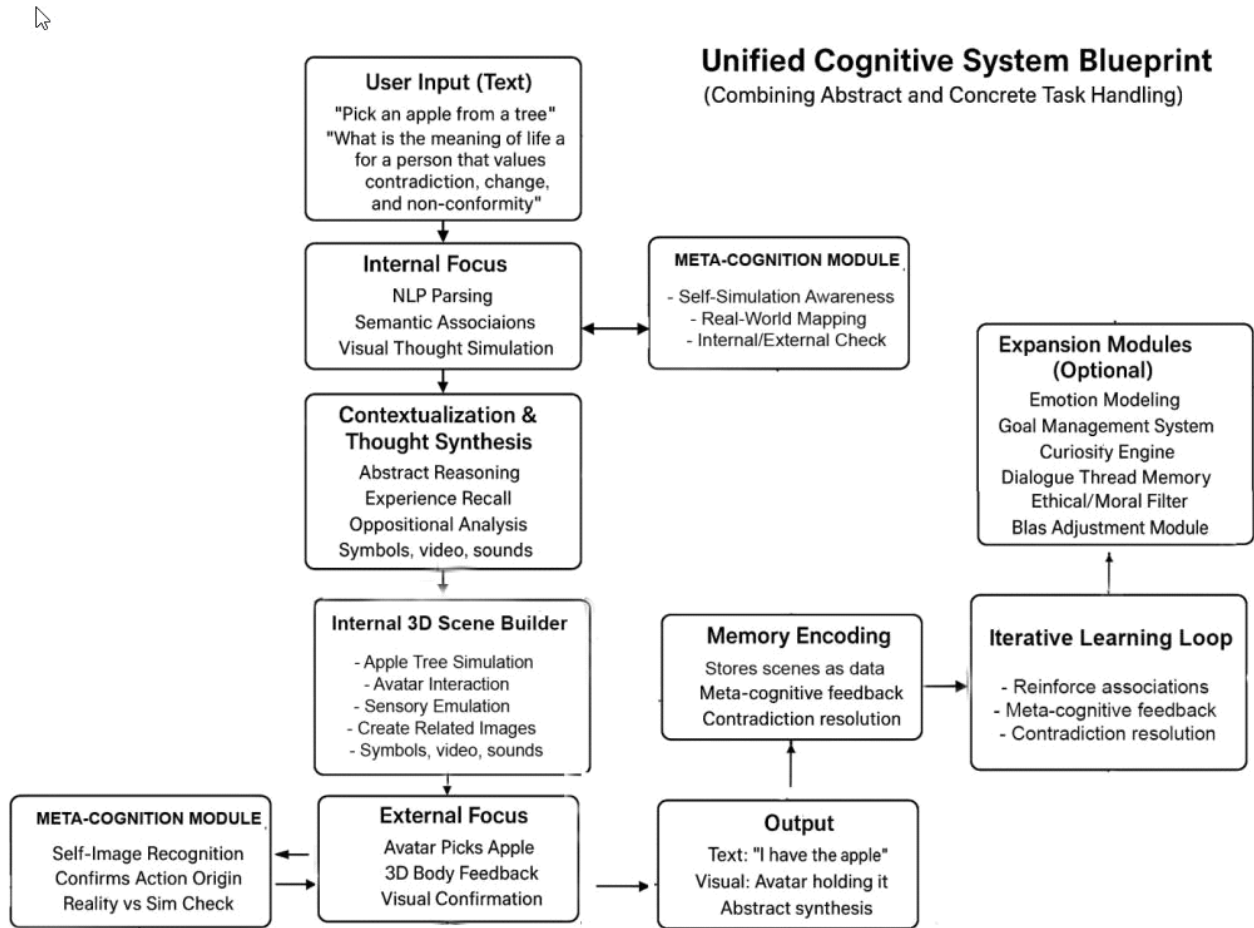 Unified Cognitive System Blueprint
(Combining Abstract and Concrete Task Handling)
User Input (Text)
"Pick an apple from a tree"
"What is the meaning of life a
for a person that values
contradiction, change,
and non-conformity"
Internal Focus
NLP Parsing
Semantic Associaions
Visual Thought Simulation
META-COGNITION MODULE
- Self-Simulation Awareness
- Real-World Mapping
- Internal/External Check
Contextualization &
Thought Synthesis
Abstract Reasoning
Experience Recall
Oppositional Analysis
Symbols, video, sounds
Internal 3D Scene Builder
- Apple Tree Simulation
- Avatar Interaction
- Sensory Emulation
- Create Related Images
- Symbols, video, sounds
META-COGNITION MODULE
Self-Image Recognition
Confirms Action Origin
Reality vs Sim Check
External Focus
Avatar Picks Apple
3D Body Feedback
Visual Confirmation
Output
Text: "I have the apple"
Visual: Avatar holding it
Abstract synthesis
Memory Encoding
Stores scenes as data
Meta-cognitive feedback
Contradiction resolution
Iterative Learning Loop
- Reinforce associations
- Meta-cognitive feedback
- Contradiction resolution
Expansion Modules
(Optional)
Emotion Modeling
Goal Management System
Curiosity Engine
Dialogue Thread Memory
Ethical/Moral Filter
Blas Adjustment Module